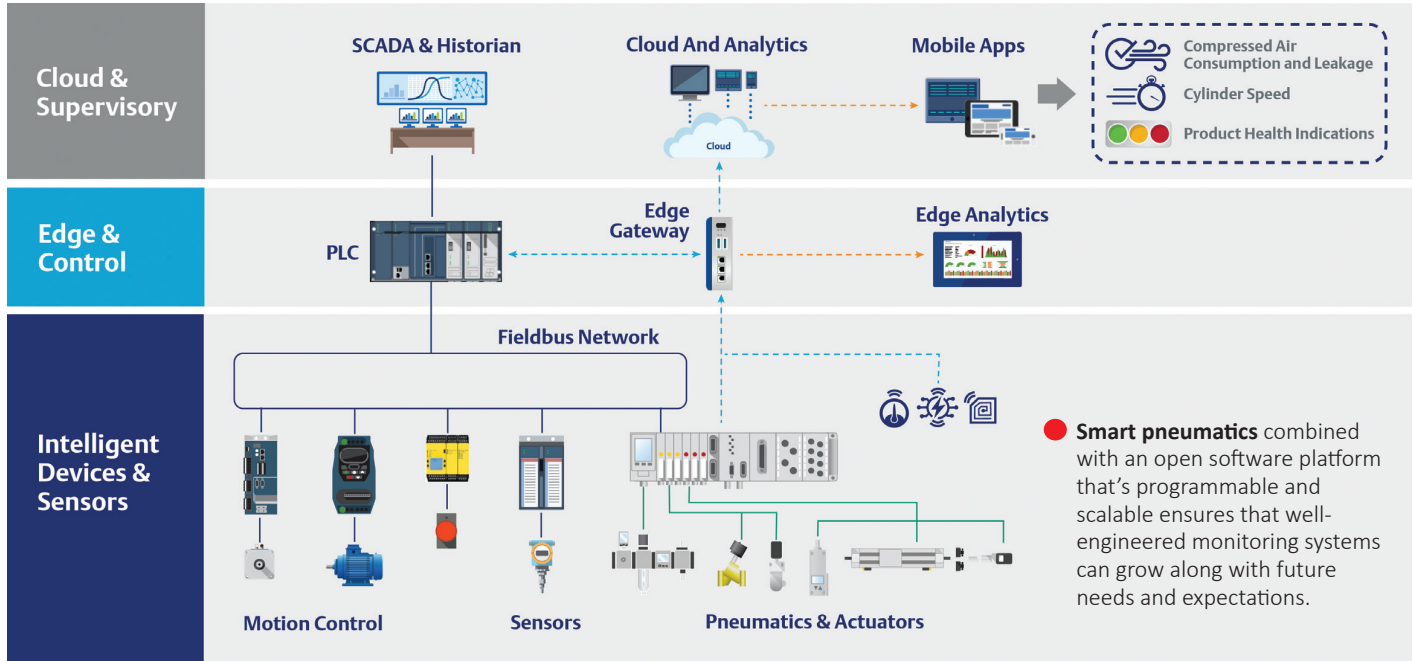 Cloud &
Supervisory
SCADA & Historian
Cloud And Analytics
Cloud
Mobile Apps
Compressed Air
Consumption and Leakage
Cylinder Speed
Product Health Indications
Edge &
Control
PLC
Edge
Gateway
Edge Analytics
Intelligent
Devices &
Sensors
Fieldbus Network
Motion Control
Sensors
Pneumatics & Actuators
Smart pneumatics combined
with an open software platform
that's programmable and
scalable ensures that well-
engineered monitoring systems
can grow along with future
needs and expectations.